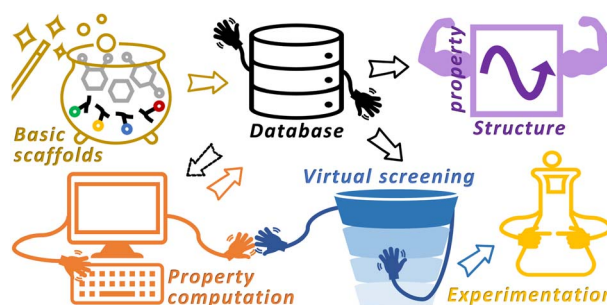 Basic
scaffolds
Database
property
Structure
Virtual screening
Property
computation
Experimentation